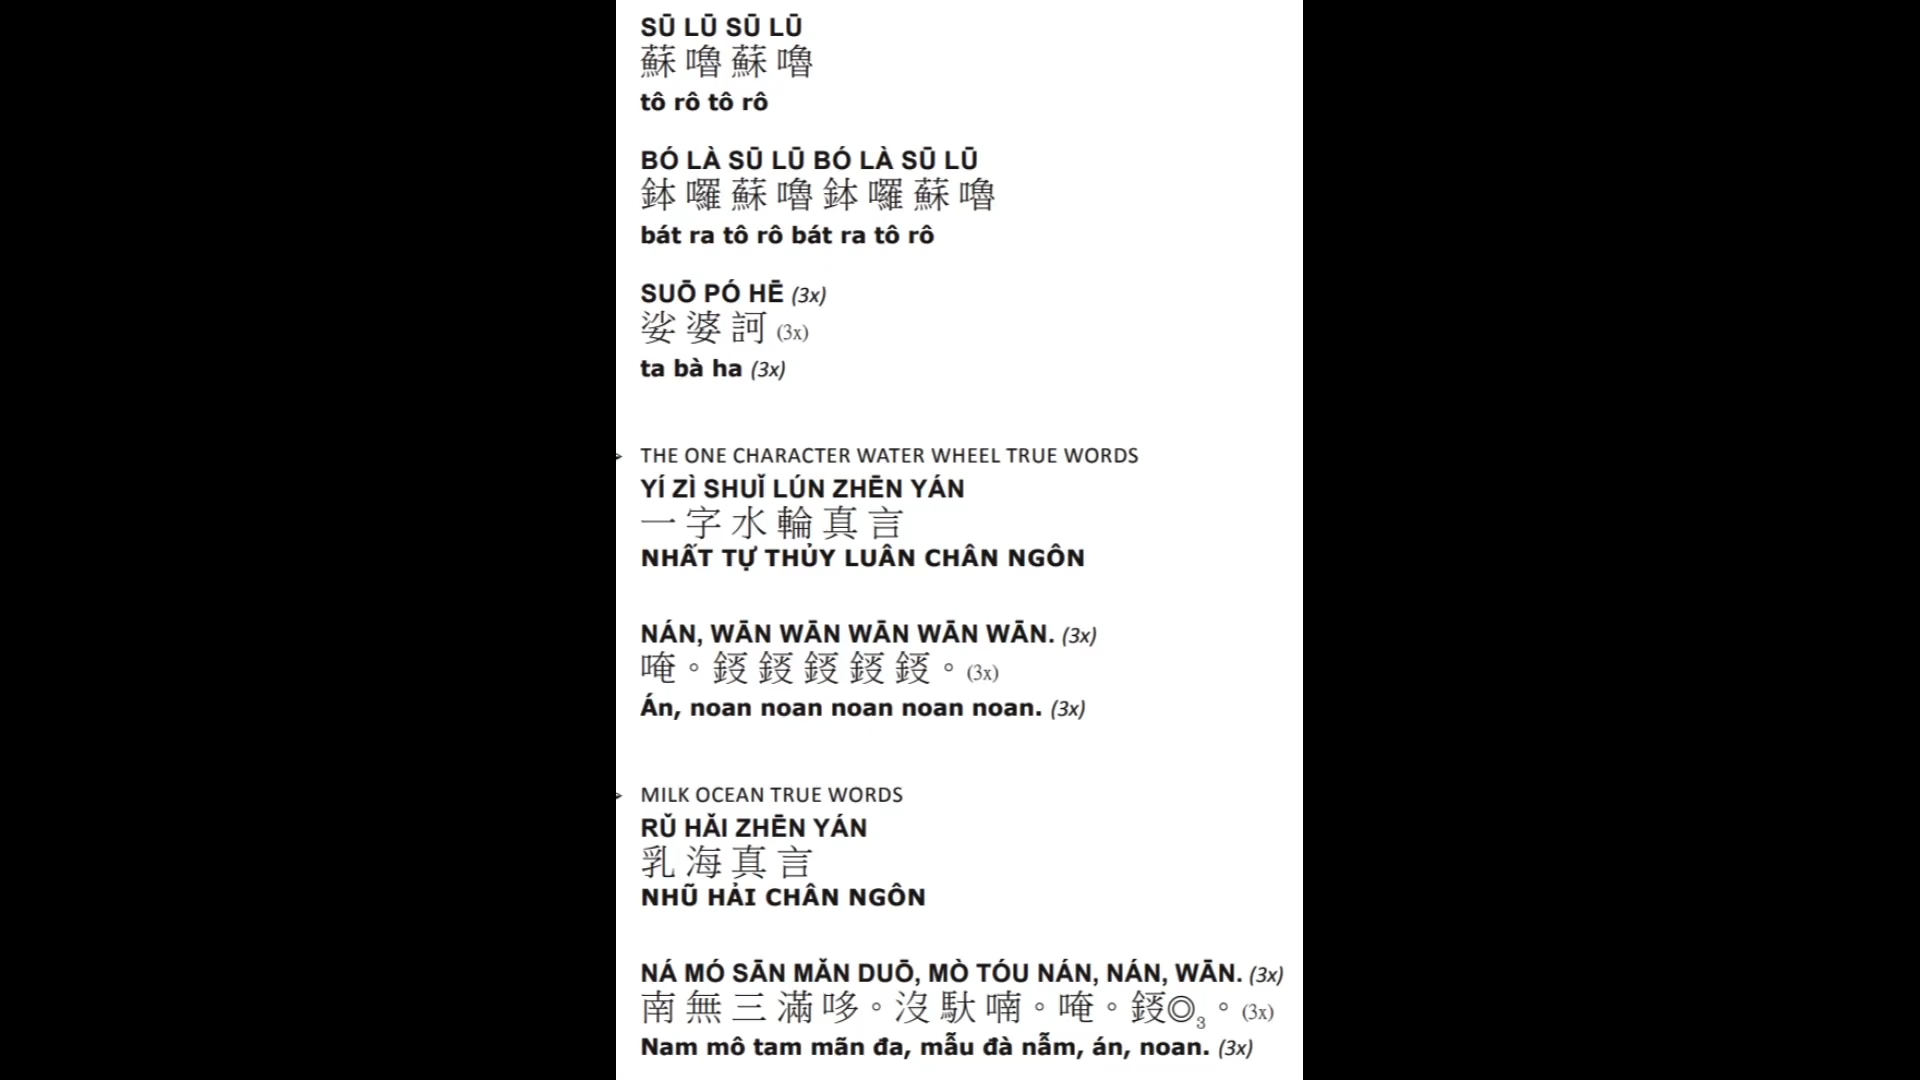 SŪ LŪ SŪ LŪ
蘇 嚕 蘇 嚕
tô rô tô rô
BÓ LÀ SŪ LŪ BÓ LÀ SŪ LŪ
鉢 囉 蘇 嚕 鉢 囉 蘇 嚕
bát ra tô rô bát ra tô rô
SUŌ PÓ HĒ (3x)
娑 婆 訶 (3x)
ta bà ha (3x)
THE ONE CHARACTER WATER WHEEL TRUE WORDS
YÍ ZÌ SHUǏ LÚN ZHĒN YÁN
一 字 水 輪 真 言
NHẤT TỰ THỦY LUÂN CHÂN NGÔN
NÁN, WĀN WĀN WĀN WĀN WĀN. (3x)
唵。鋄 鋄 鋄 鋄 鋄 。(3x)
Án, noan noan noan noan noan. (3x)
MILK OCEAN TRUE WORDS
RǓ HǍI ZHĒN YÁN
乳 海 真 言
NHŨ HẢI CHÂN NGÔN
NÁ MÓ SĀN MǍN DUŌ, MÒ TÓU NÁN, NÁN, WĀN. (3x)
南 無 三 滿 哆。沒 馱 喃。唵。鋄◎3。(3x)
Nam mô tam mãn đa, mẫu đà nẫm, án, noan. (3x)